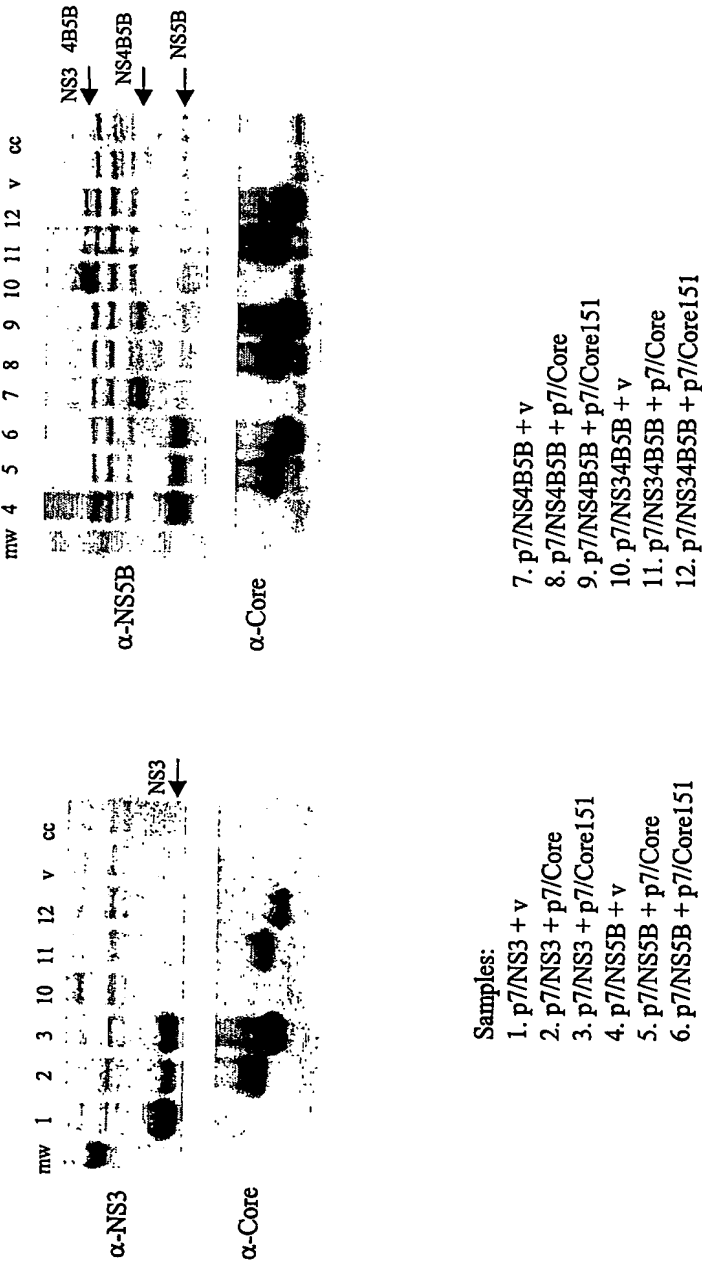 mw 1 2 3 10 11 12 v cc
α-NS3
NS3
α-Core
mw 4 5 6 7 8 9 10 11 12 v cc
NS3 4B5B
NS4B5B
NS5B
α-NS5B
α-Core
Samples:
1. p7/NS3 + v
2. p7/NS3 + p7/Core
3. p7/NS3 + p7/Core151
4. p7/NS5B + v
5. p7/NS5B + p7/Core
6. p7/NS5B + p7/Core151
7. p7/NS4B5B + v
8. p7/NS4B5B + p7/Core
9. p7/NS4B5B + p7/Core151
10. p7/NS34B5B + v
11. p7/NS34B5B + p7/Core
12. p7/NS34B5B + p7/Core151